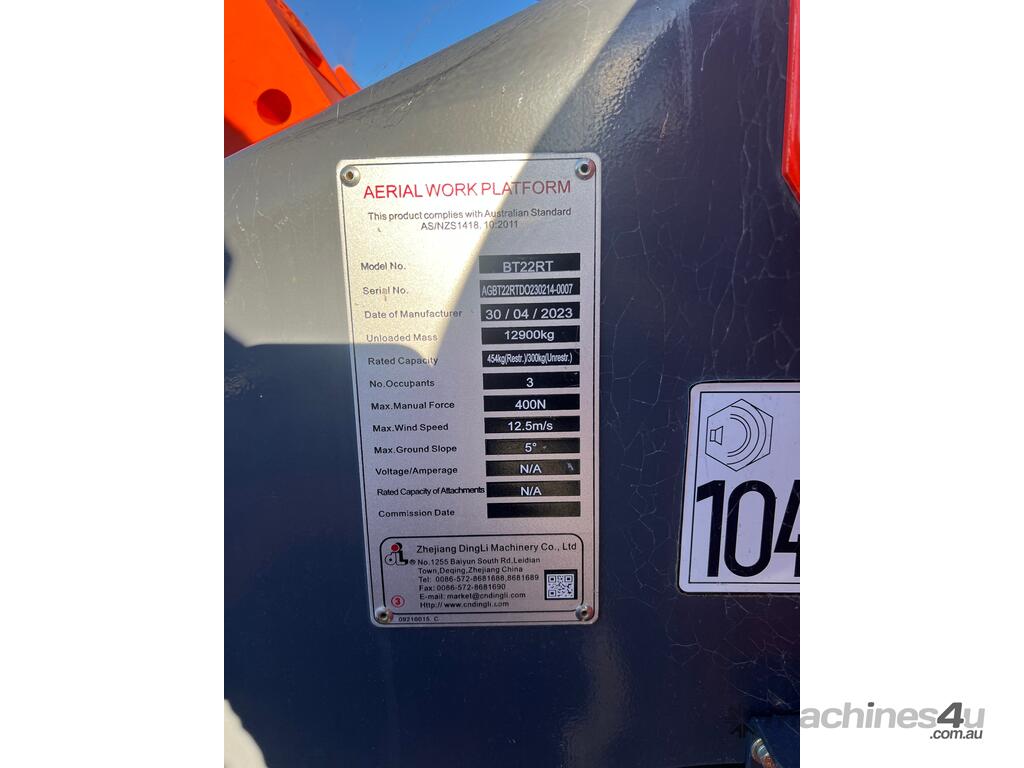 AERIAL WORK PLATFORM
This product complies with Australian Standard
AS/NZS1418. 10:2011
Model No. BT22RT
Serial No. AGBT22RTDO230214-0007
Date of Manufacturer 30 / 04 / 2023
Unloaded Mass 12900kg
Rated Capacity 454kg(Restr.)/300kg(Unrestr.)
No.Occupants 3
Max.Manual Force 400N
Max.Wind Speed 12.5m/s
Max.Ground Slope 5°
Voltage/Amperage N/A
Rated Capacity of Attachments N/A
Commission Date
Zhejiang DingLi Machinery Co., Ltd
®No.1255 Baiyun South Rd,Leidian
Town,Deqing,Zhejiang China
Tel: 0086-572-8681688,8681689
Fax: 0086-572-8681690
E-mail: market@cndingli.com
Http://www.cndingli.com
3
09216015. C
104
machines4u
.com.au